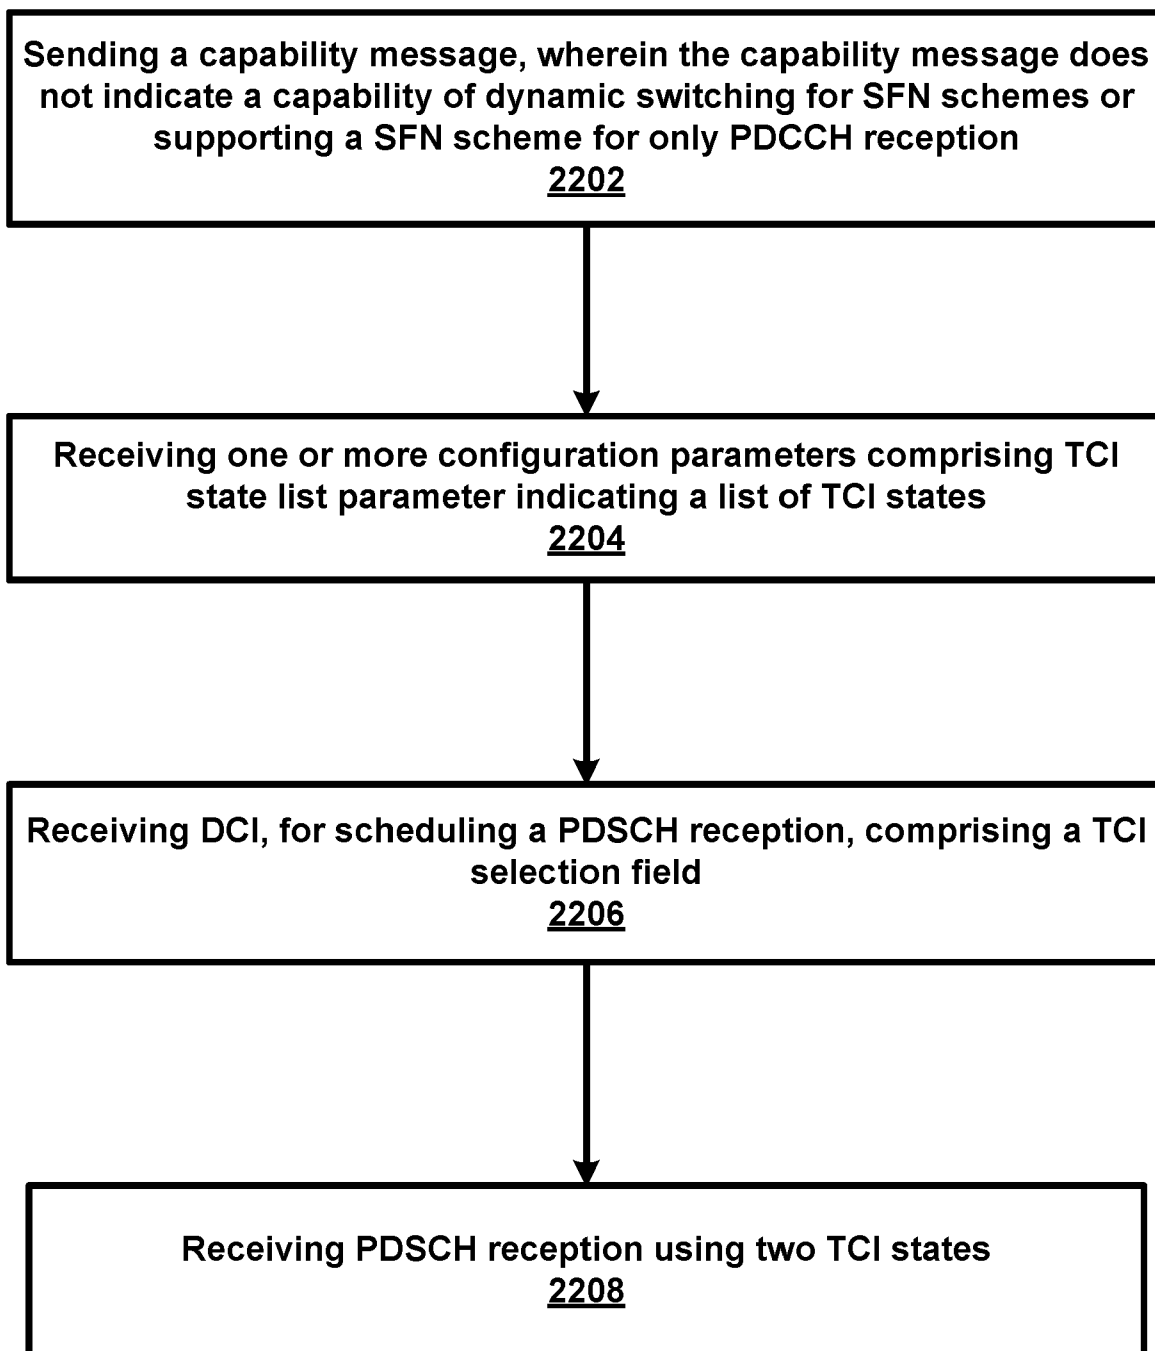 Sending a capability message, wherein the capability message does
not indicate a capability of dynamic switching for SFN schemes or
supporting a SFN scheme for only PDCCH reception
2202
Receiving one or more configuration parameters comprising TCI
state list parameter indicating a list of TCI states
2204
Receiving DCI, for scheduling a PDSCH reception, comprising a TCI
selection field
2206
Receiving PDSCH reception using two TCI states
2208